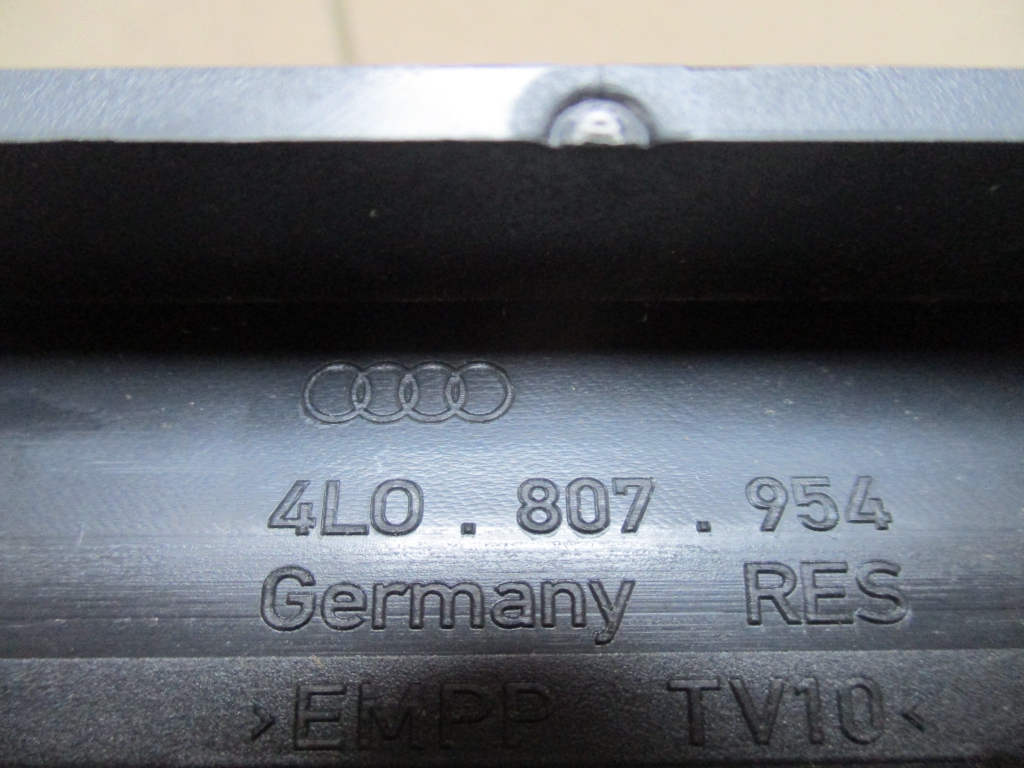 4L0 . 807 . 954
Germany RES
>EMPP TV10<